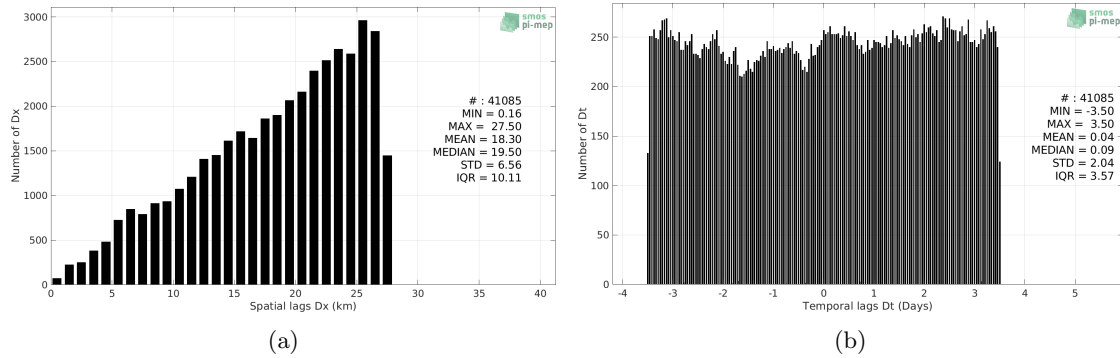 3000
2500
2000
1500
1000
500
0
Number of Dx
0 5 10 15 20 25 30 35 40
Spatial lags Dx (km)
smos
pi-mep
# : 41085
MIN = 0.16
MAX = 27.50
MEAN = 18.30
MEDIAN = 19.50
STD = 6.56
IQR = 10.11
(a)
250
200
150
100
50
0
Number of Dt
-4 -3 -2 -1 0 1 2 3 4 5
Temporal lags Dt (Days)
smos
pi-mep
# : 41085
MIN = -3.50
MAX = 3.50
MEAN = 0.04
MEDIAN = 0.09
STD = 2.04
IQR = 3.57
(b)